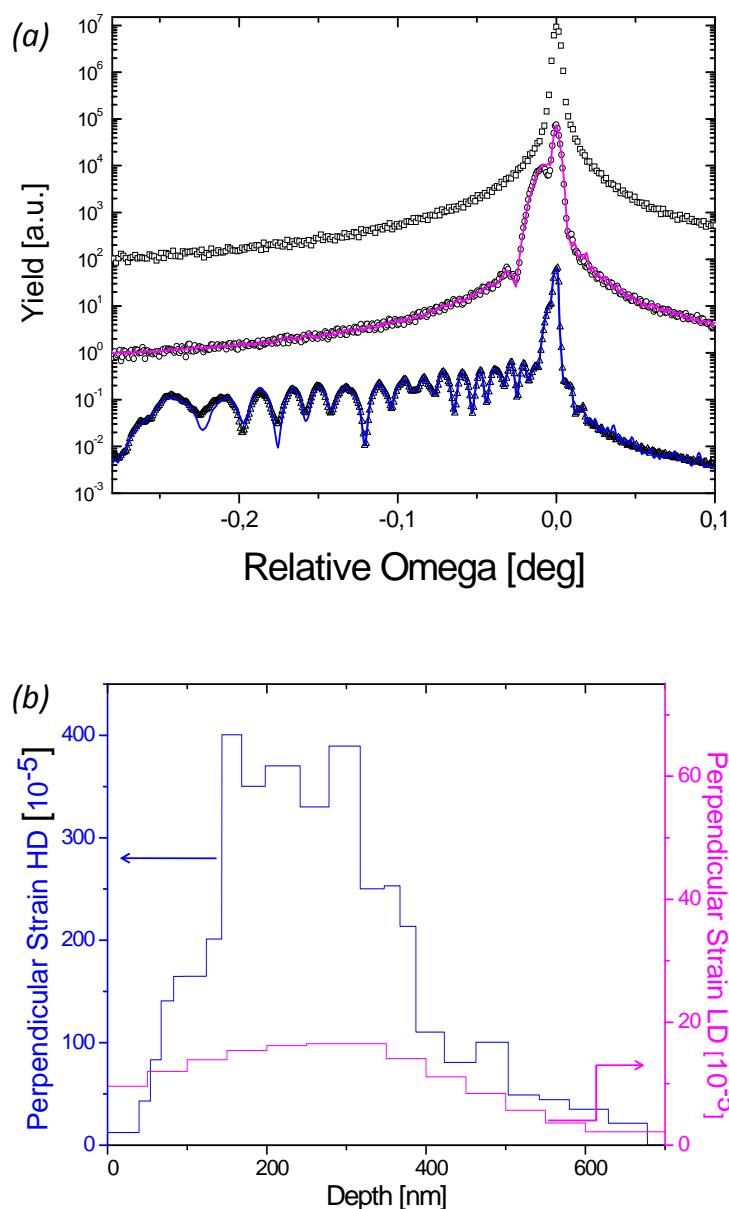 (a)
Yield [a.u.]
10^7
10^6
10^5
10^4
10^3
10^2
10^1
10^0
10^-1
10^-2
10^-3
-0,2 -0,1 0,0 0,1
Relative Omega [deg]
(b)
Perpendicular Strain HD [10^-5]
400
300
200
100
0
0 200 400 600
Depth [nm]
60
40
20
0
Perpendicular Strain LD [10^-5]